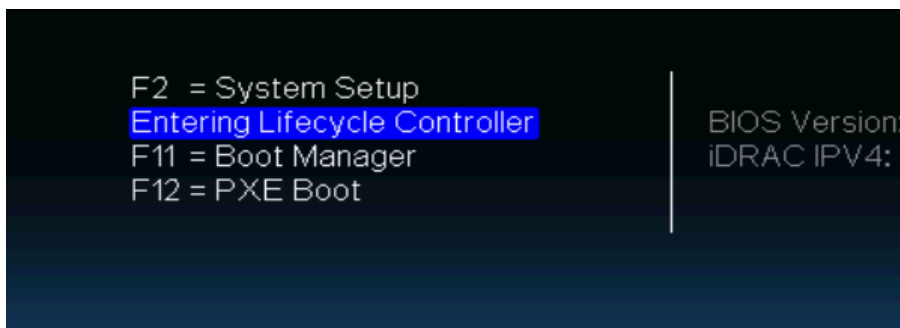 F2 = System Setup
Entering Lifecycle Controller
F11 = Boot Manager
F12 = PXE Boot
BIOS Version:
iDRAC IPV4: